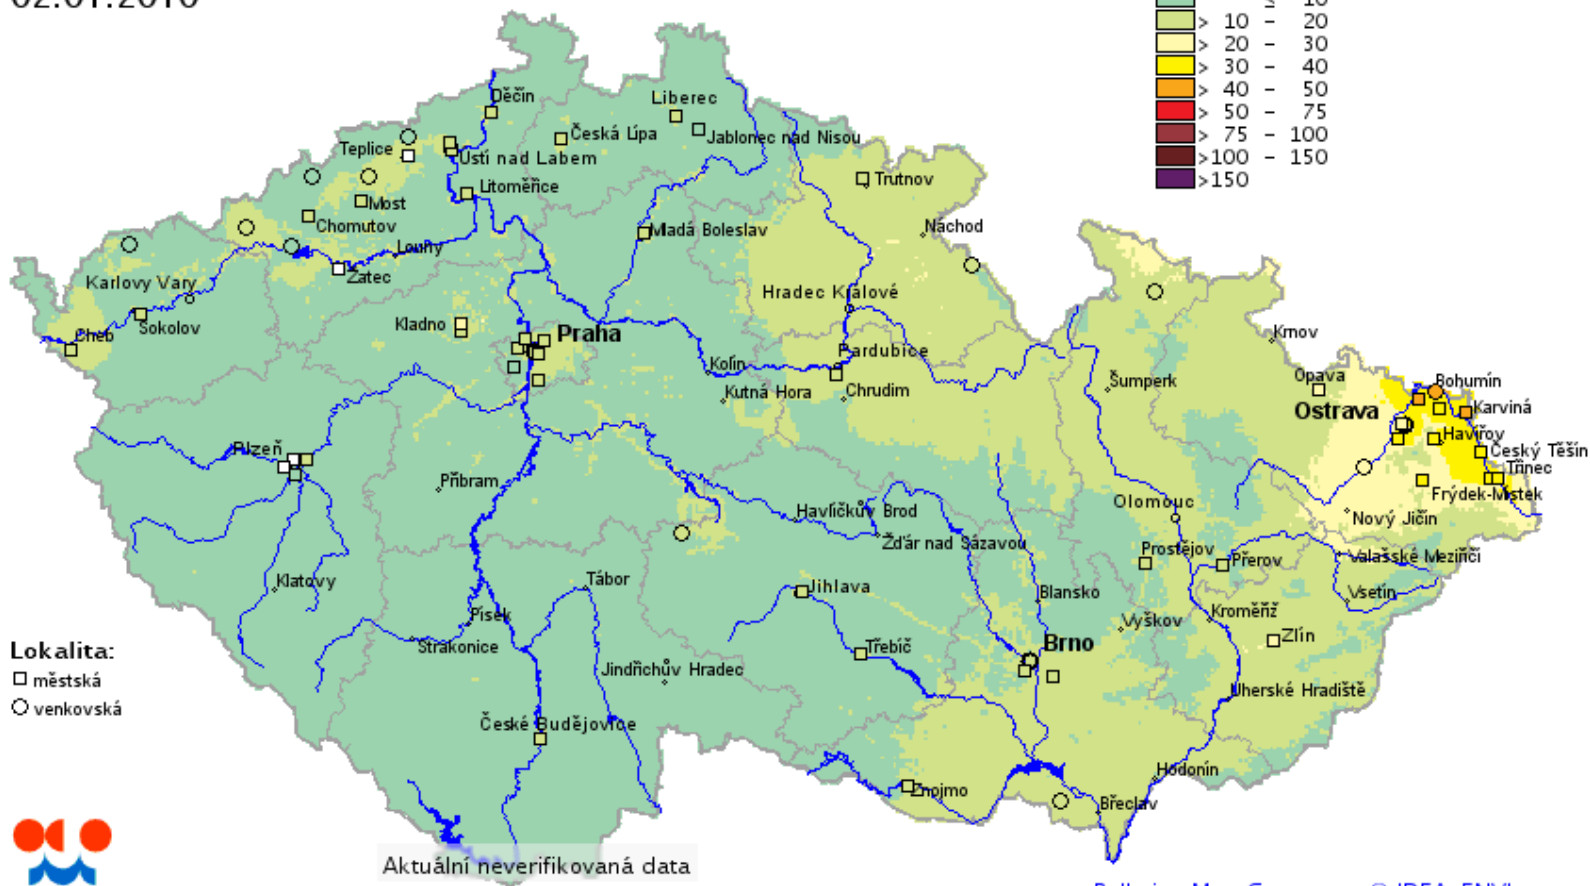 02.01.2010
≤ 10
> 10 - 20
> 20 - 30
> 30 - 40
> 40 - 50
> 50 - 75
> 75 - 100
>100 - 150
>150
Děčín
Liberec
Česká Lípa
Jablonec nad Nisou
Teplice
Ústí nad Labem
Litoměřice
Trutnov
Most
Chomutov
Mladá Boleslav
Náchod
Louny
Žatec
Karlovy Vary
Hradec Králové
Sokolov
Kladno
Praha
Cheb
Krnov
Pardubice
Kolín
Šumperk
Opava
Bohumín
Kutná Hora
Chrudim
Ostrava
Karviná
Havířov
Plzeň
Český Těšín
Třinec
Příbram
Frýdek-Místek
Olomouc
Havlíčkův Brod
Nový Jičín
Žďár nad Sázavou
Prostějov
Přerov
Valašské Meziříčí
Klatovy
Tábor
Jihlava
Blansko
Vsetín
Písek
Kroměříž
Vyškov
Zlín
Strakonice
Třebíč
Brno
Lokalita:
městská
venkovská
Jindřichův Hradec
Uherské Hradiště
České Budějovice
Hodonín
Znojmo
Břeclav
Aktuální neverifikovaná data